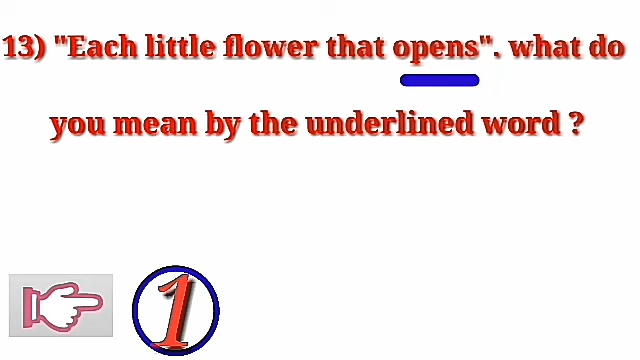 13) "Each little flower that opens". what do
you mean by the underlined word ?
1